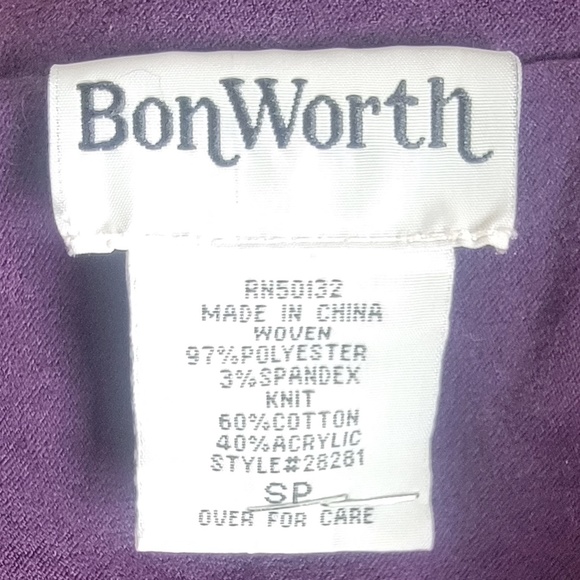 BonWorth
RN50132
MADE IN CHINA
WOVEN
97%POLYESTER
3%SPANDEX
KNIT
60%COTTON
40%ACRYLIC
STYLE#28281
SP
OVER FOR CARE